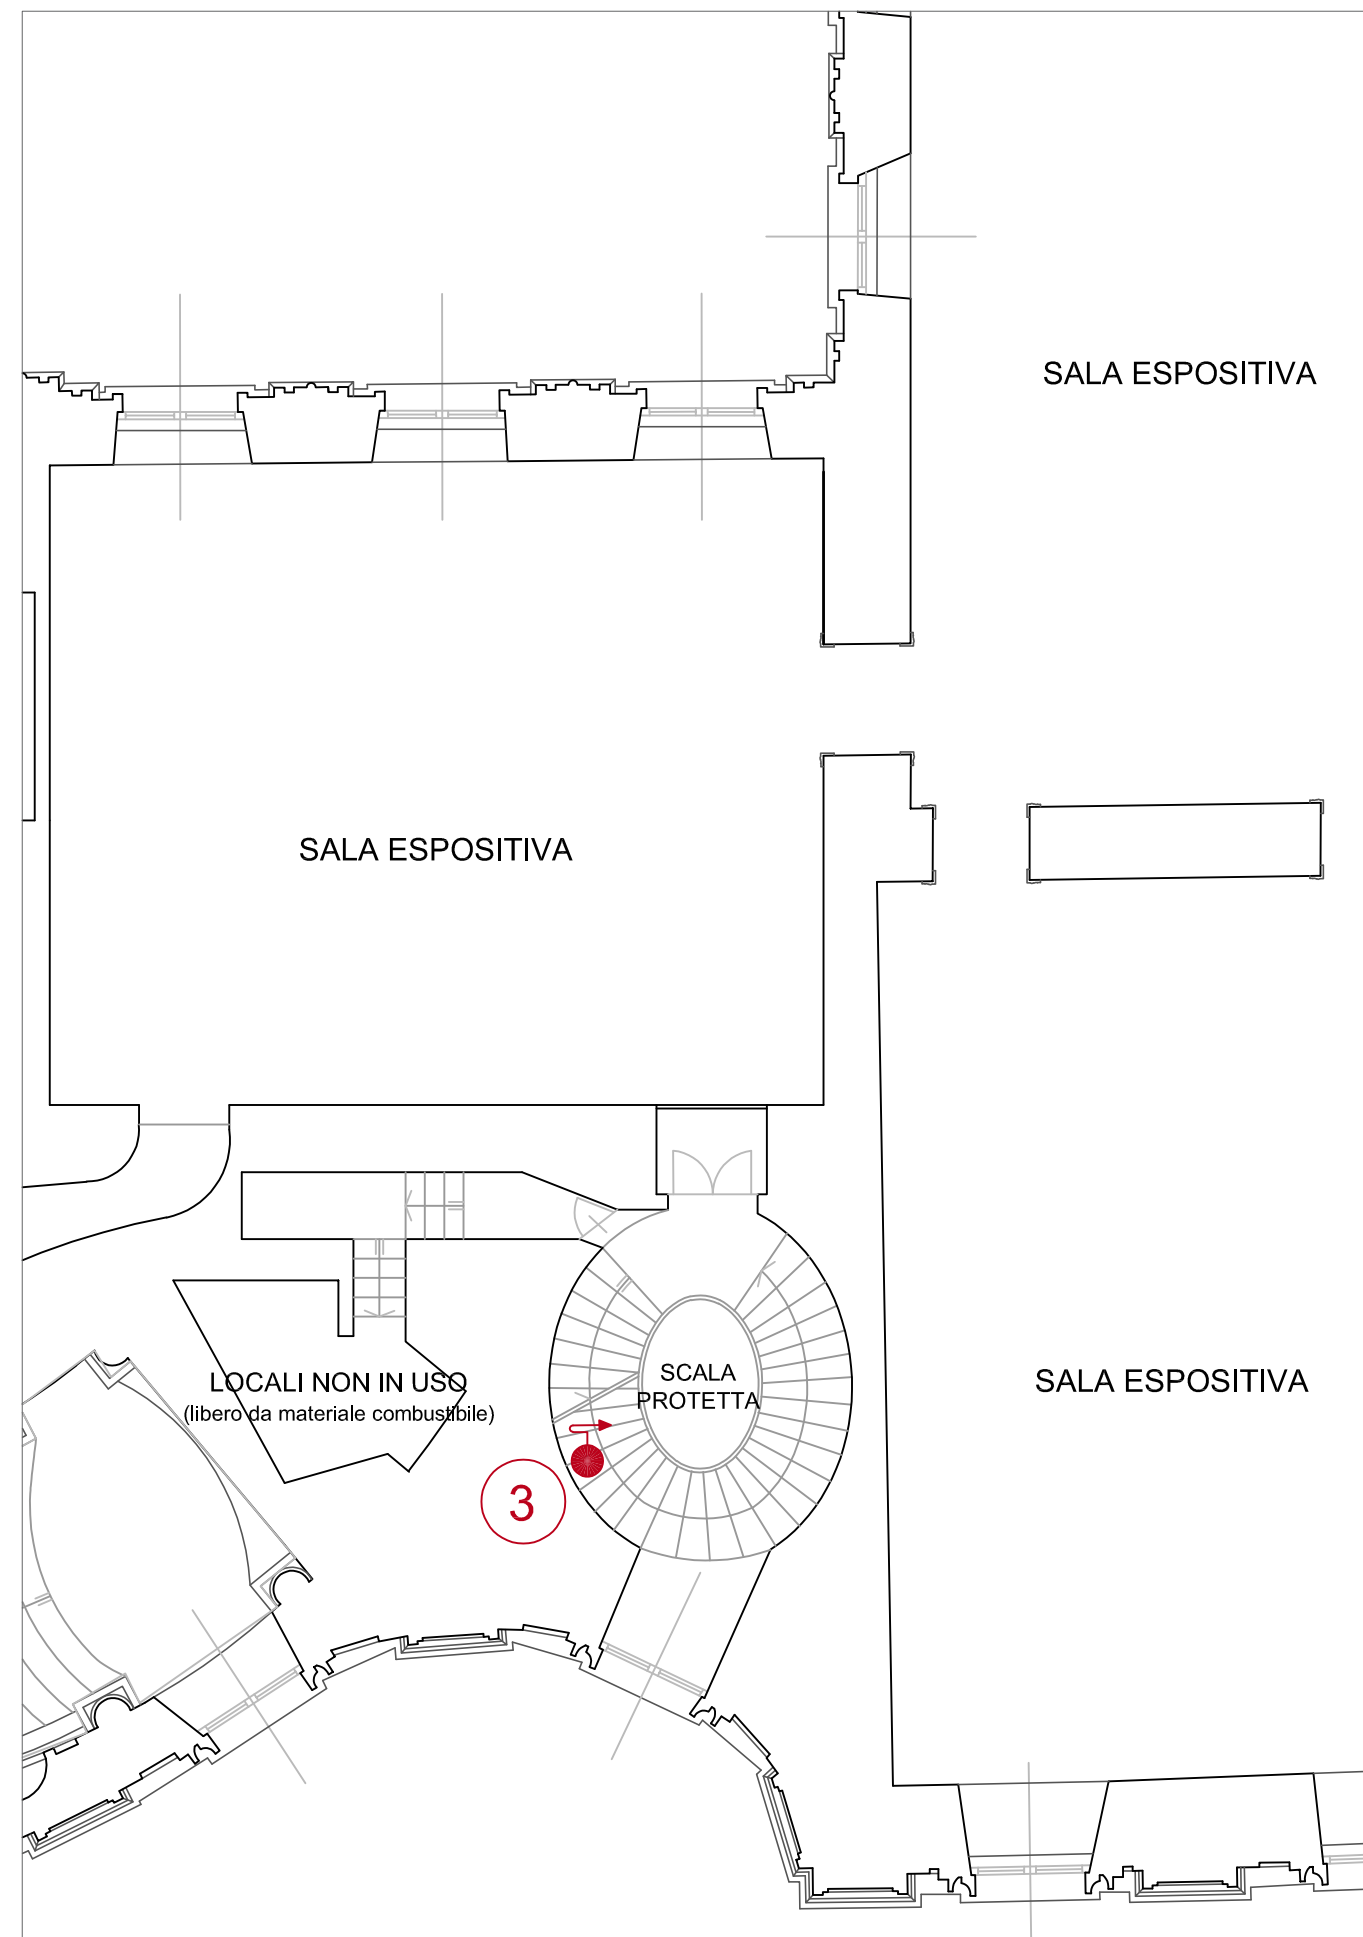 SALA ESPOSITIVA
SALA ESPOSITIVA
SCALA
PROTETTA
LOCALI NON IN USO
(libero da materiale combustibile)
SALA ESPOSITIVA
3